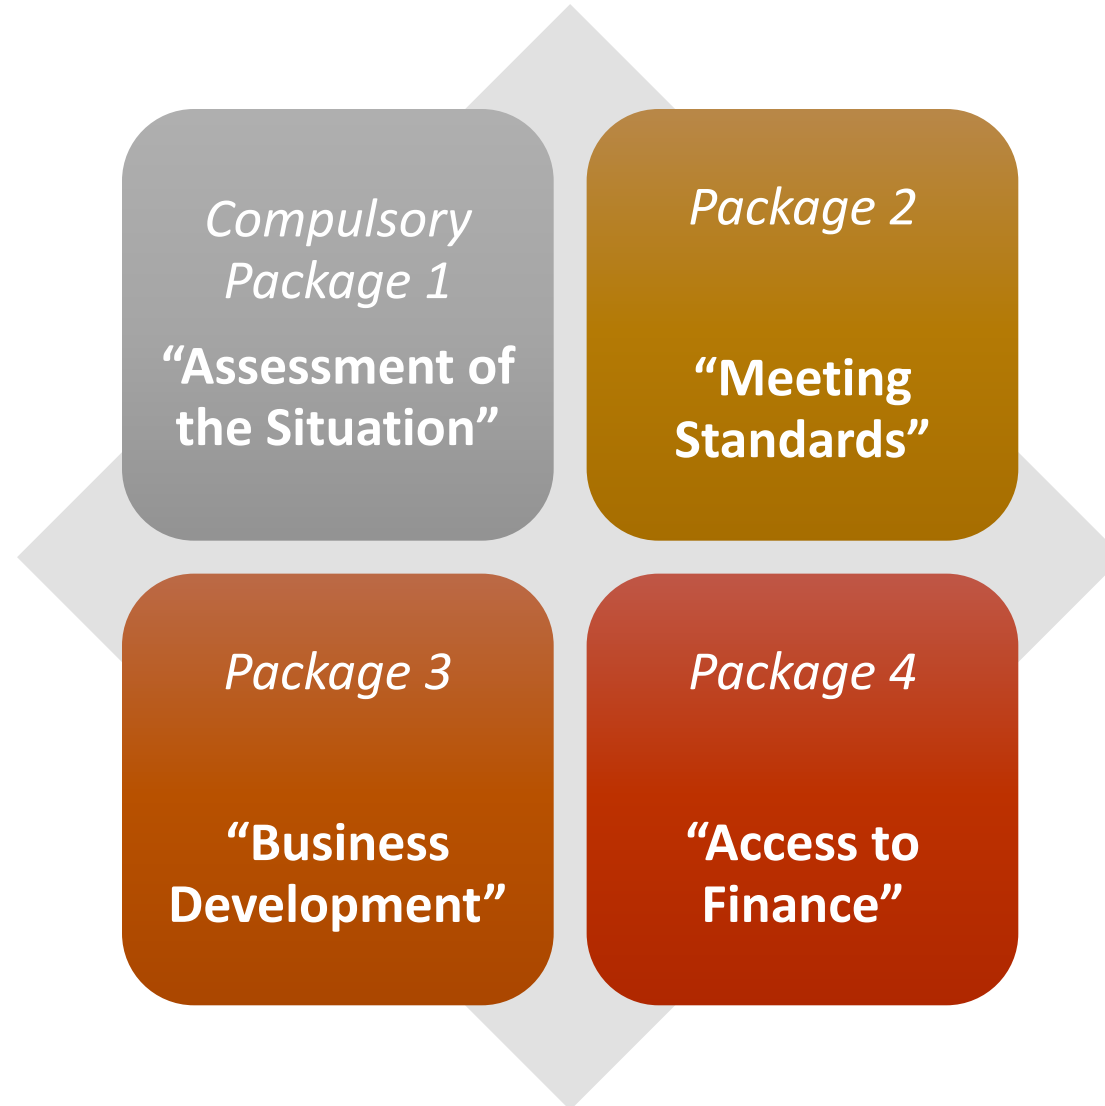 Compulsory
Package 1
“Assessment of
the Situation”
Package 2
“Meeting
Standards”
Package 3
“Business
Development”
Package 4
“Access to
Finance”